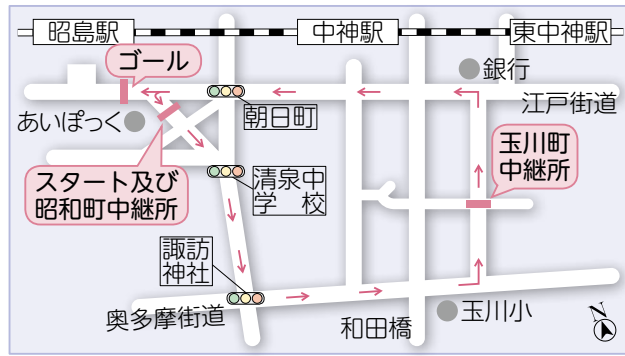 昭島駅
中神駅
東中神駅
ゴール
銀行
江戸街道
あいぽっく
朝日町
玉川町
中継所
スタート及び
昭和町中継所
清泉中
学校
諏訪
神社
奥多摩街道
和田橋
玉川小
N